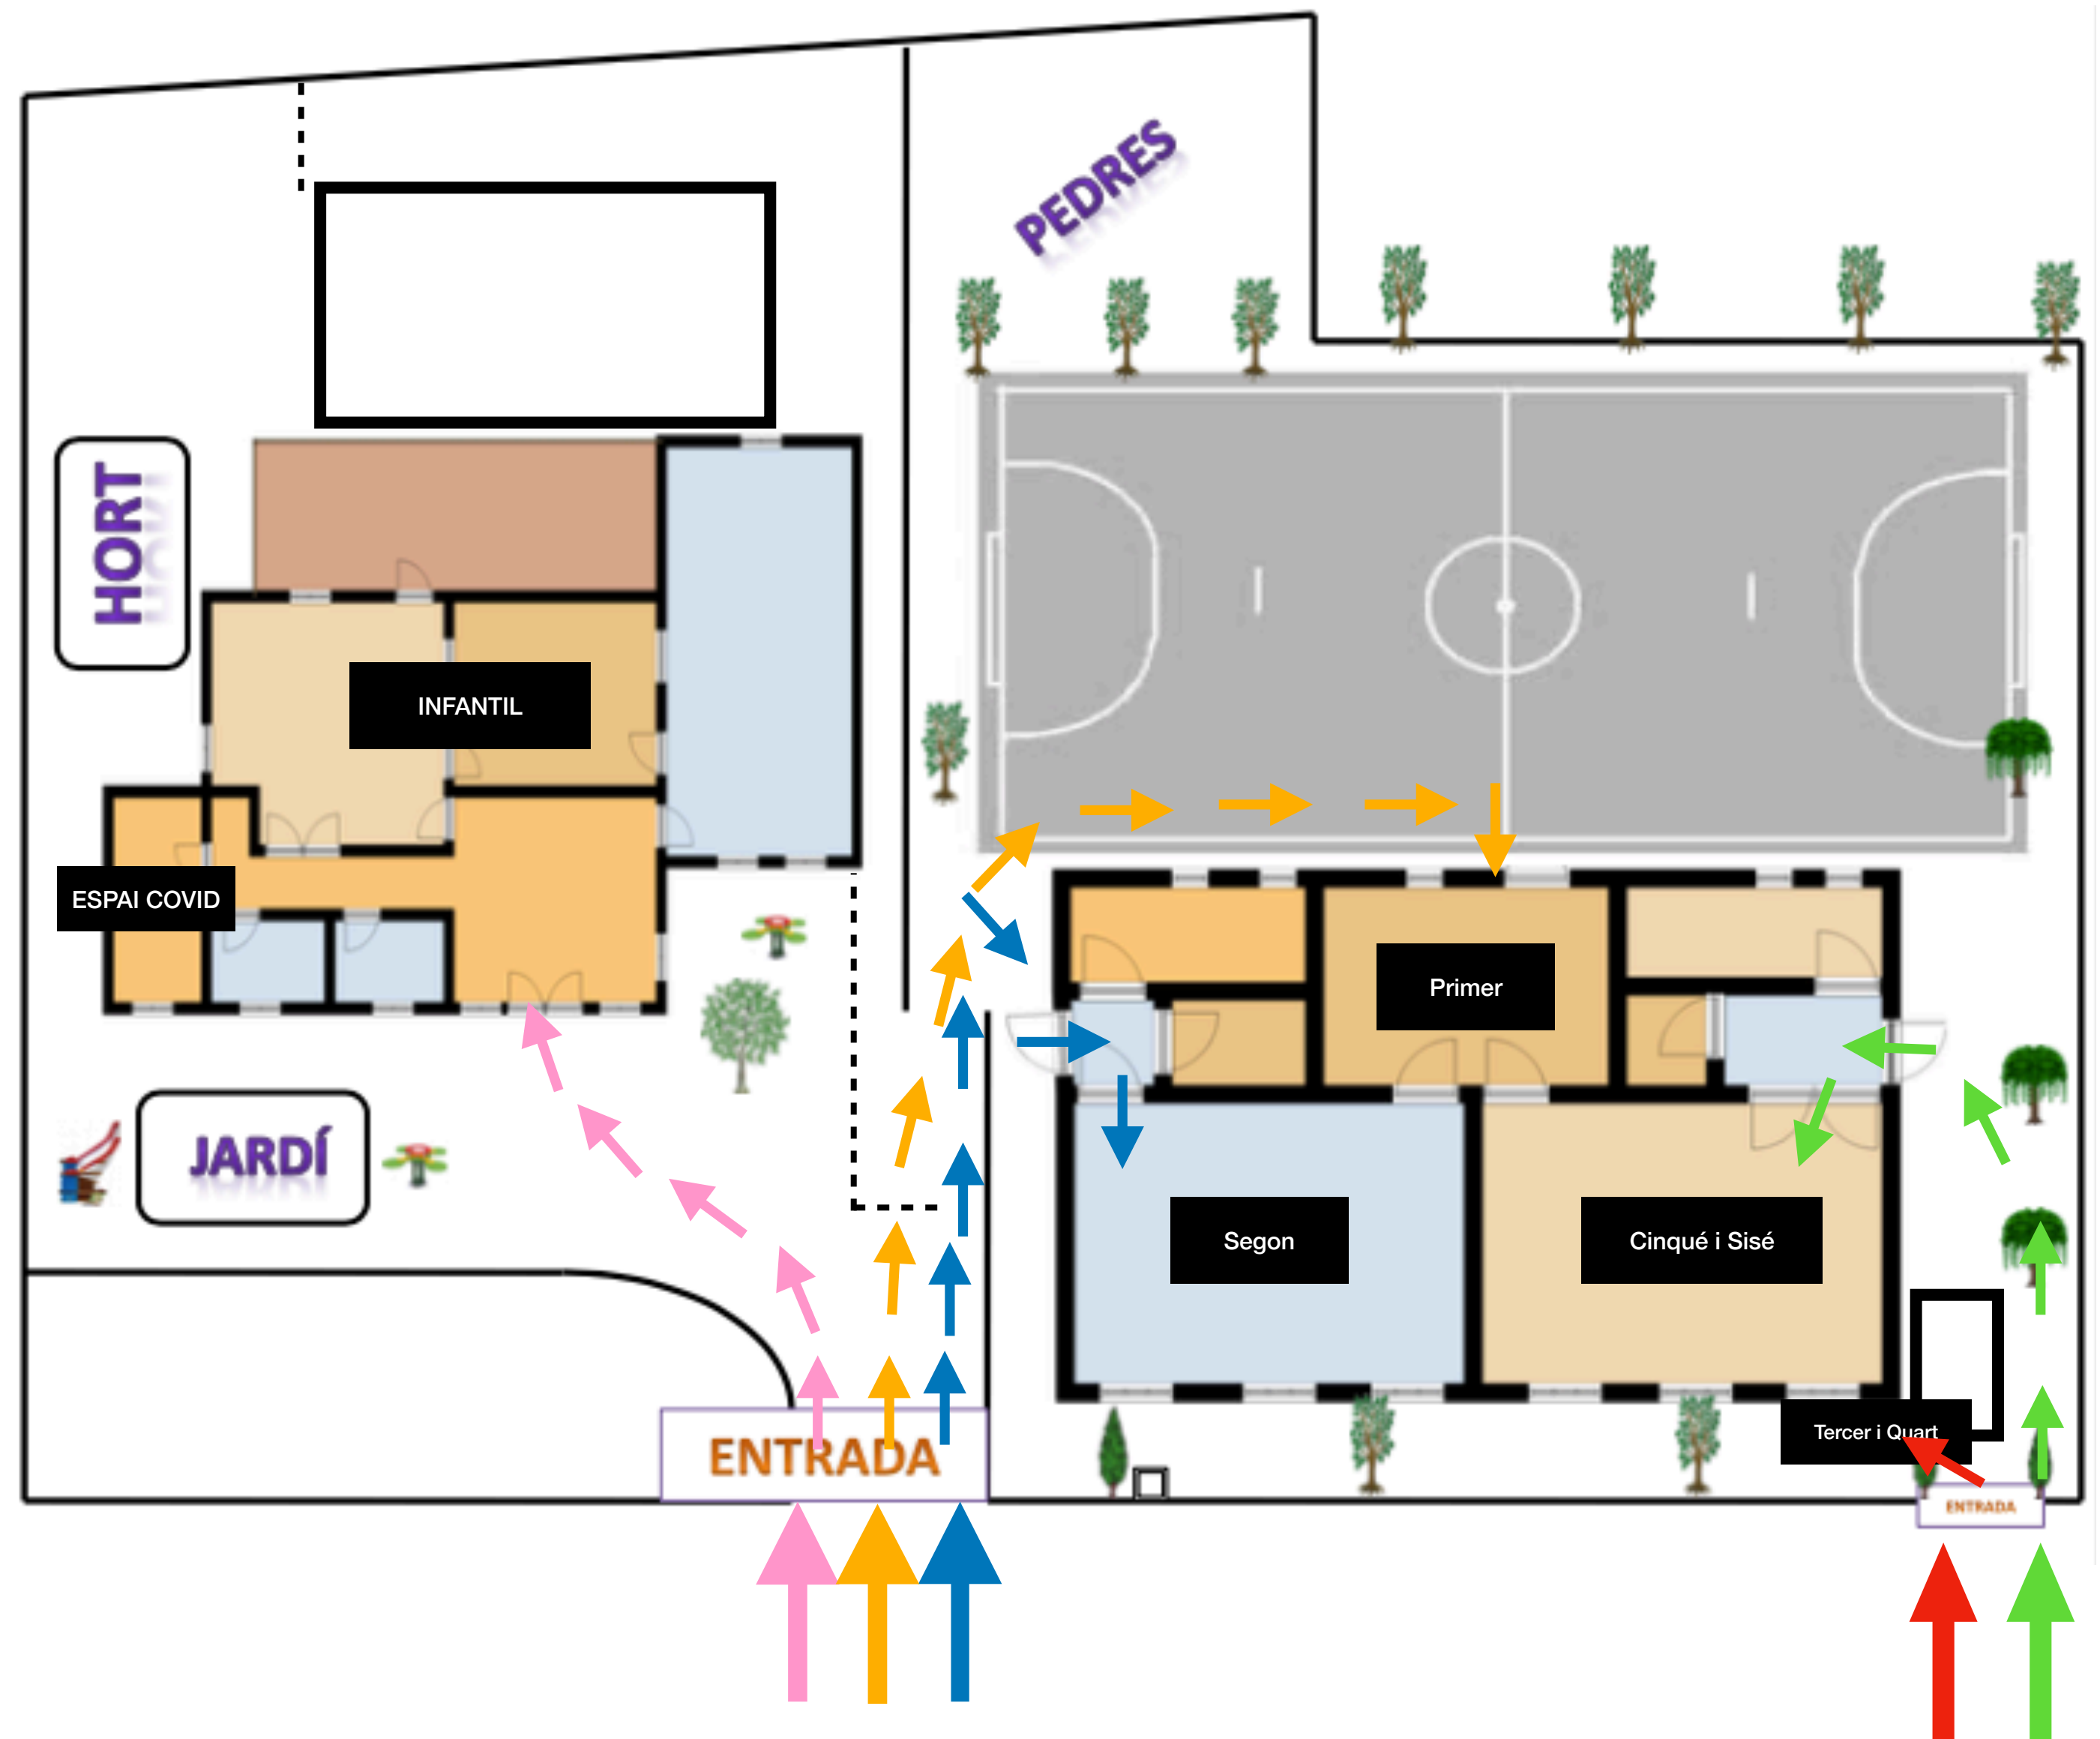 PEDRES
HORT
INFANTIL
ESPAI COVID
Primer
JARDÍ
Segon
Cinqué i Sisé
Tercer i Quart
ENTRADA
ENTRADA